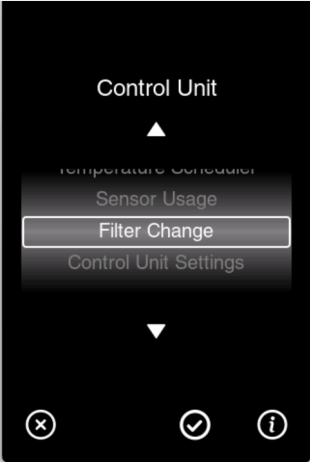 Control Unit
Temperature Scheduler
Sensor Usage
Filter Change
Control Unit Settings